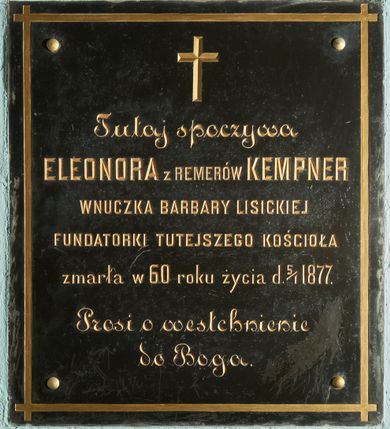 Tutaj spoczywa
ELEONORA z REMERÓW KEMPNER
WNUCZKA BARBARY LISICKIEJ
FUNDATORKI TUTEJSZEGO KOŚCIOŁA
zmarła w 60 roku życia d. 5/1 1877.
Prosi o westchnienie
do Boga.